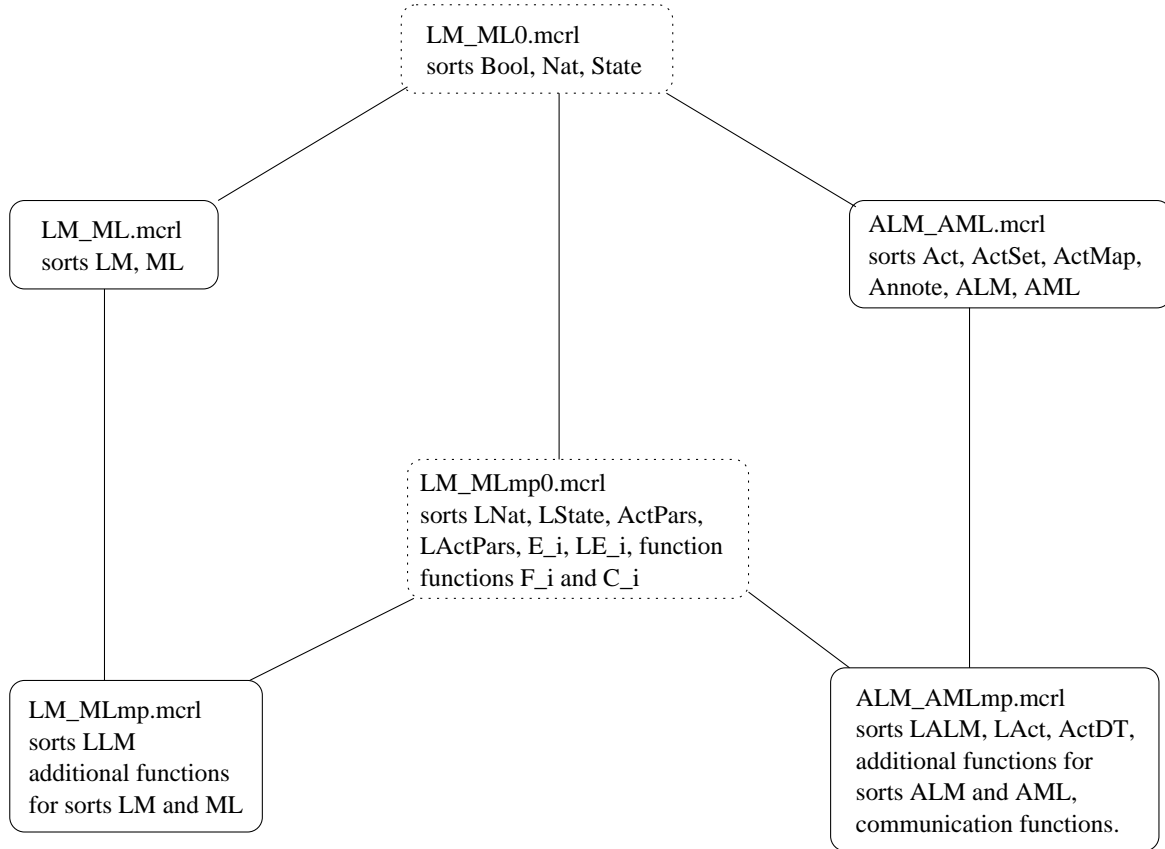 LM_ML0.mcrl
sorts Bool, Nat, State
LM_ML.mcrl
sorts LM, ML
ALM_AML.mcrl
sorts Act, ActSet, ActMap,
Annote, ALM, AML
LM_MLmp0.mcrl
sorts LNat, LState, ActPars,
LActPars, E_i, LE_i, function
functions F_i and C_i
LM_MLmp.mcrl
sorts LLM
additional functions
for sorts LM and ML
ALM_AMLmp.mcrl
sorts LALM, LAct, ActDT,
additional functions for
sorts ALM and AML,
communication functions.